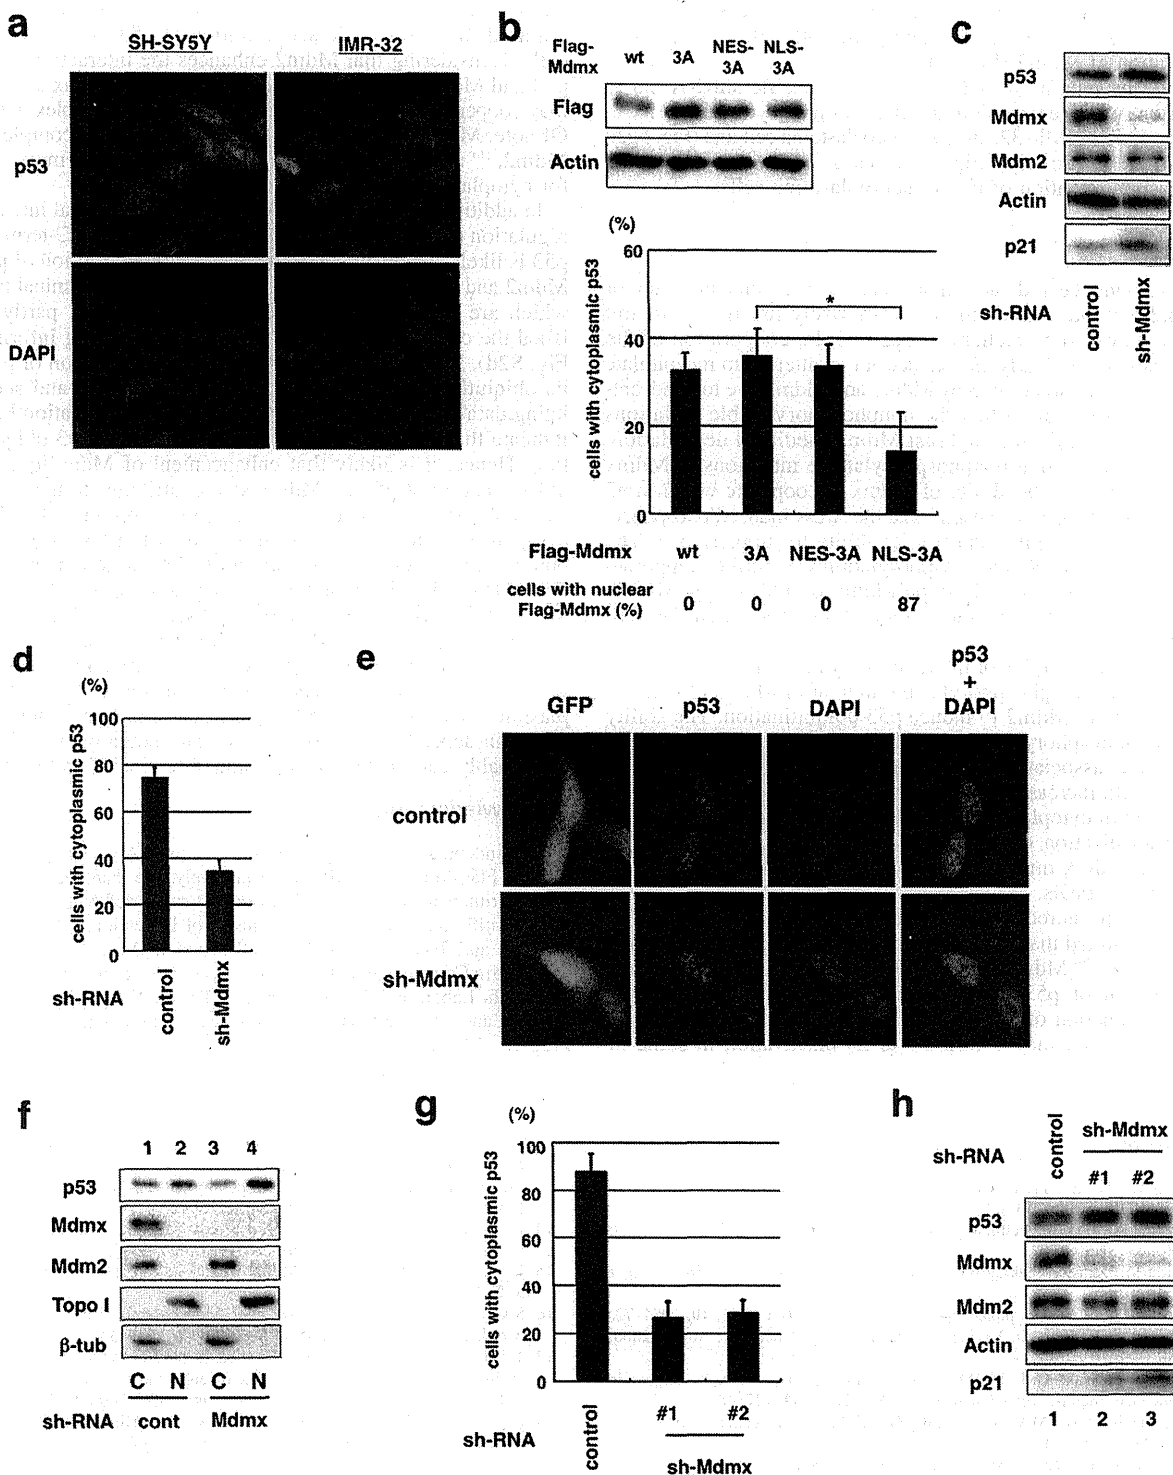 a
SH-SY5Y IMR-32
p53
DAPI
b
Flag-
Mdmx
wt 3A NES-
3A NLS-
3A
Flag
Actin
(%)
cells with cytoplasmic p53
60
40
20
0
*
Flag-Mdmx wt 3A NES-3A NLS-3A
cells with nuclear
Flag-Mdmx (%) 0 0 0 87
c
p53
Mdmx
Mdm2
Actin
p21
sh-RNA control sh-Mdmx
d
(%)
cells with cytoplasmic p53
100
80
60
40
20
0
sh-RNA control sh-Mdmx
e
GFP p53 DAPI p53
+
DAPI
control
sh-Mdmx
f
1 2 3 4
p53
Mdmx
Mdm2
Topo I
β-tub
C N C N
sh-RNA cont Mdmx
g
(%)
cells with cytoplasmic p53
100
80
60
40
20
0
sh-RNA control #1 #2
sh-Mdmx
h
sh-RNA control sh-Mdmx
#1 #2
p53
Mdmx
Mdm2
Actin
p21
1 2 3